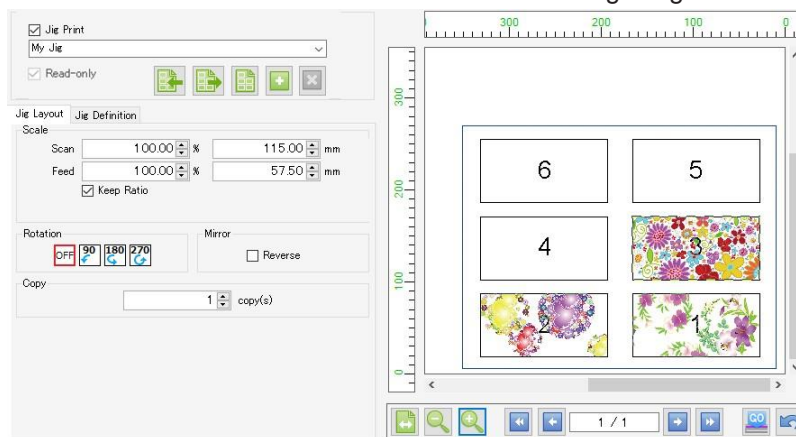 Jig Print
My Jig
Read-only
Jig Layout Jig Definition
Scale
Scan 100.00 % 115.00 mm
Feed 100.00 % 57.50 mm
Keep Ratio
Rotation
OFF 90 180 270
Mirror
Reverse
Copy
1 copy(s)
300 200 100 0
300
200
100
0
6 5
4 3
2 1
1 / 1
GO